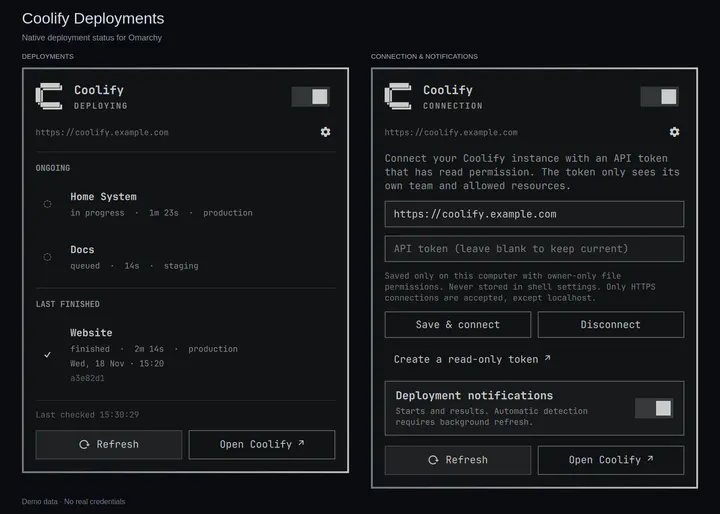 Coolify Deployments
Native deployment status for Omarchy
DEPLOYMENTS
Coolify
DEPLOYING
https://coolify.example.com
ONGOING
Home System
in progress · 1m 23s · production
Docs
queued · 14s · staging
LAST FINISHED
Website
finished · 2m 14s · production
Wed, 18 Nov · 15:20
a3e82d1
Last checked 15:30:29
Refresh
Open Coolify ↗
CONNECTION & NOTIFICATIONS
Coolify
CONNECTION
https://coolify.example.com
Connect your Coolify instance with an API token
that has read permission. The token only sees its
own team and allowed resources.
https://coolify.example.com
API token (leave blank to keep current)
Saved only on this computer with owner-only file
permissions. Never stored in shell settings. Only HTTPS
connections are accepted, except localhost.
Save & connect
Disconnect
Create a read-only token ↗
Deployment notifications
Starts and results. Automatic detection
requires background refresh.
Refresh
Open Coolify ↗
Demo data · No real credentials